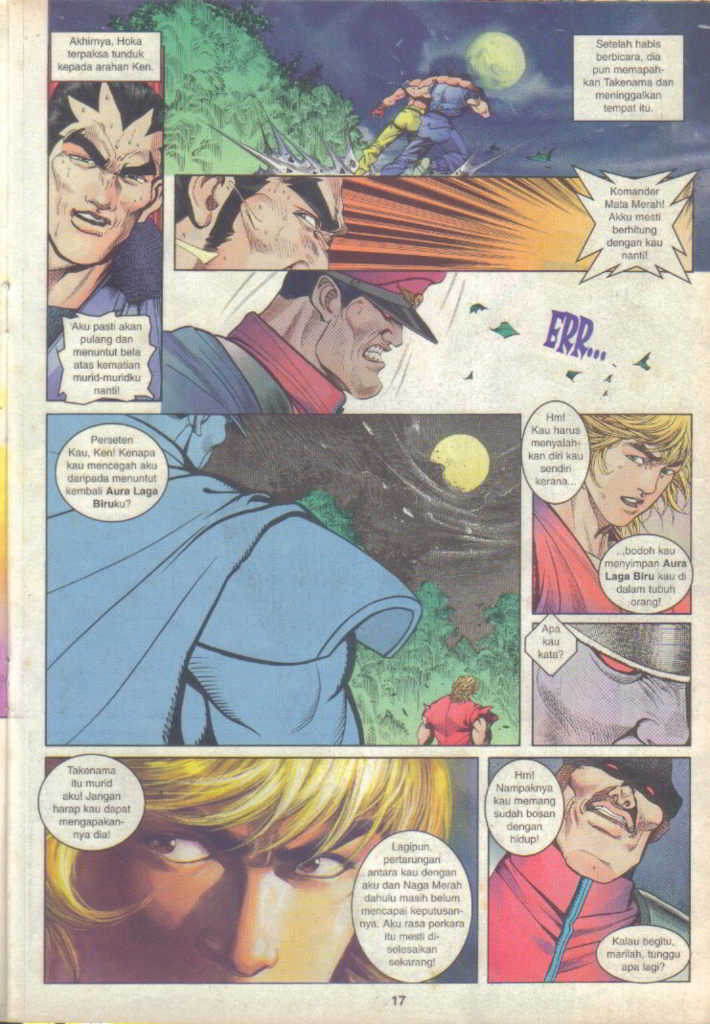 Akhirnya, Hoka
terpaksa tunduk
kepada arahan Ken.
Setelah habis
berbicara, dia
pun memapah-
kan Takenama dan
meninggalkan
tempat itu.
Komander
Mata Merah!
Akku mesti
berhitung
dengan kau
nanti!
Aku pasti akan
pulang dan
menuntut bela
atas kematian
murid-muridku
nanti!
ERR...
Perseten
Kau, Ken! Kenapa
kau mencegah aku
daripada menuntut
kembali Aura Laga
Biruku?
Hm!
Kau harus
menyalah-
kan diri kau
sendiri
kerana...
...bodoh kau
menyimpan Aura
Laga Biru kau di
dalam tubuh
orang!
Apa
kau
kata?
Takenama
itu murid
aku! Jangan
harap kau dapat
mengapakan-
nya dia!
Lagipun,
pertarungan
antara kau dengan
aku dan Naga Merah
dahulu masih belum
mencapai keputusan-
nya. Aku rasa perkara
itu mesti di-
selesaikan
sekarang!
Hm!
Nampaknya
kau memang
sudah bosan
dengan
hidup!
Kalau begitu,
marilah, tunggu
apa lagi?
17